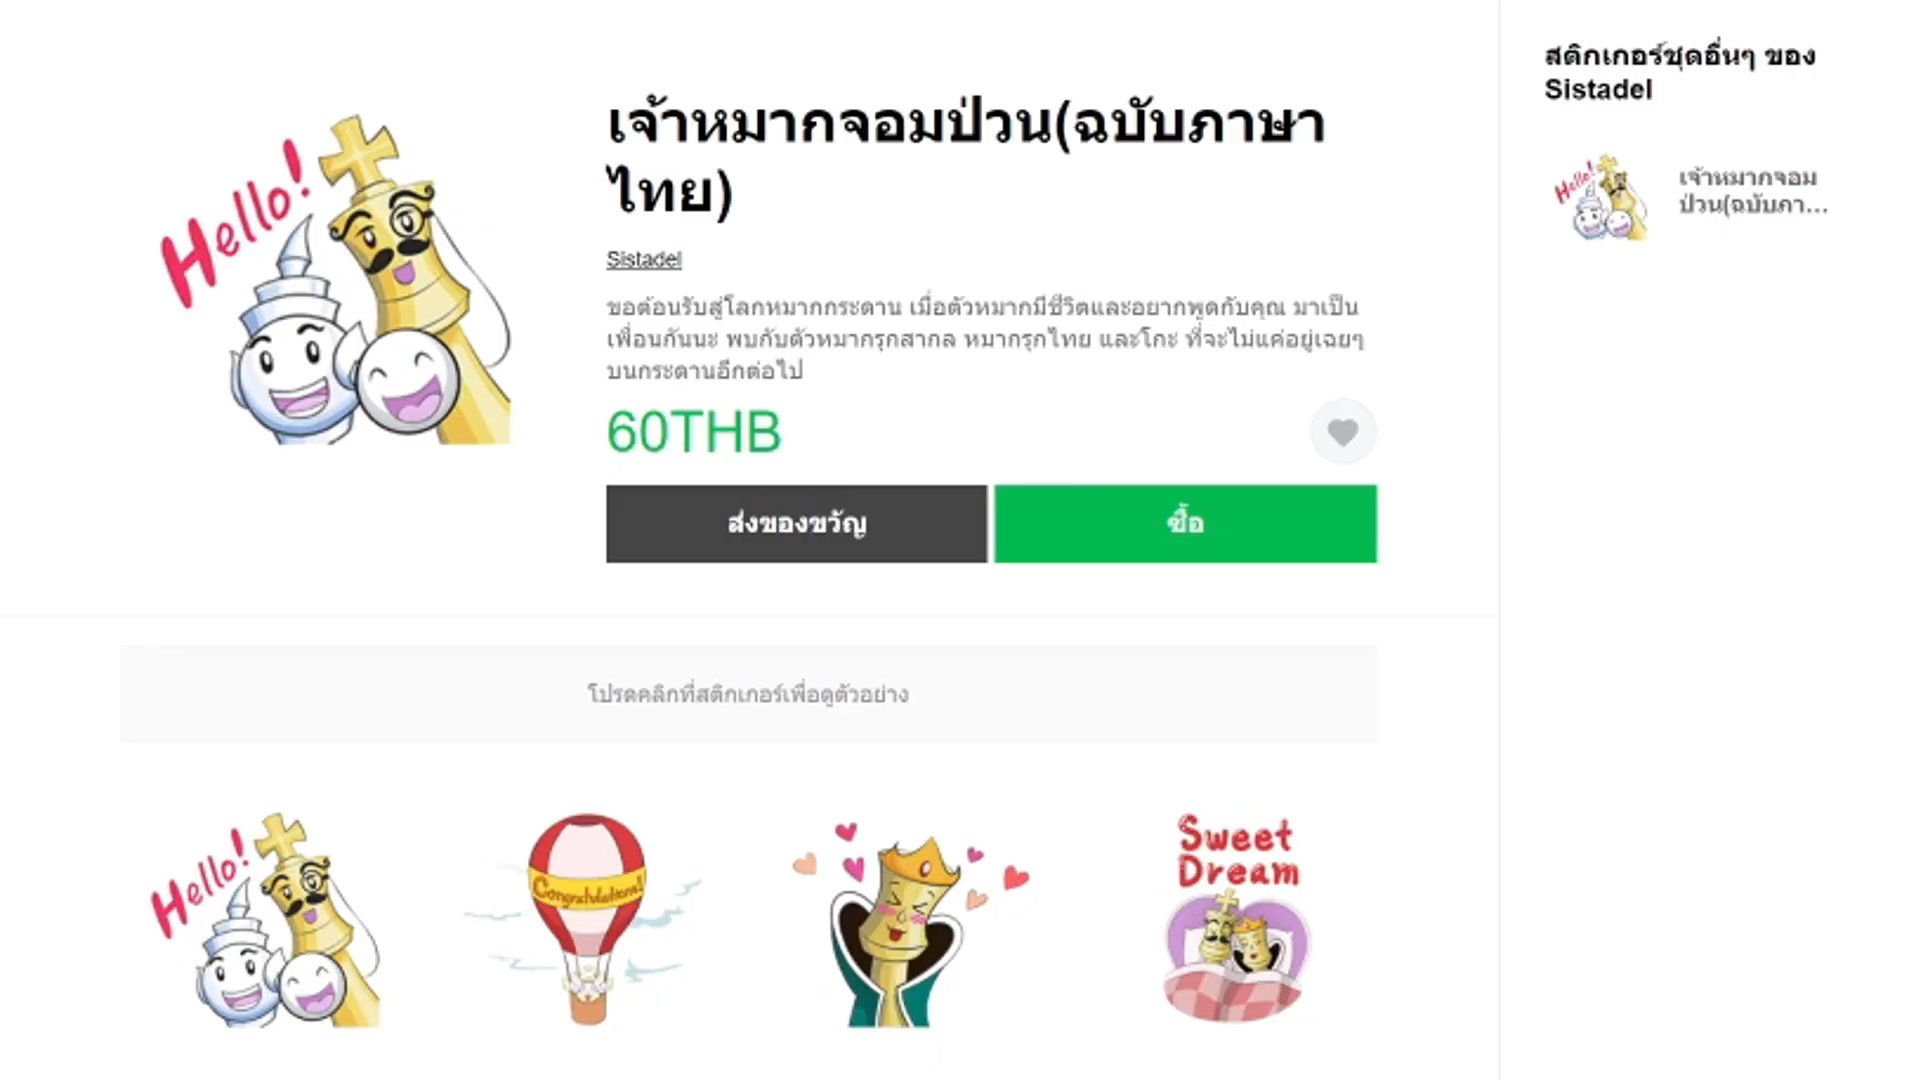 เจ้าหมากจอมป่วน(ฉบับภาษา
ไทย)
Sistadel
ขอต้อนรับสู่โลกหมากกระดาน เมื่อตัวหมากมีชีวิตและอยากพูดกับคุณ มาเป็น
เพื่อนกันนะ พบกับตัวหมากรุกสากล หมากรุกไทย และโกะ ที่จะไม่แค่อยู่เฉยๆ
บนกระดานอีกต่อไป
60THB
ส่งของขวัญ
ซื้อ
Hello!
โปรดคลิกที่สติกเกอร์เพื่อดูตัวอย่าง
Hello!
Congratulations!
Sweet
Dream
สติกเกอร์ชุดอื่นๆ ของ
Sistadel
Hello!
เจ้าหมากจอม
ป่วน(ฉบับภา...